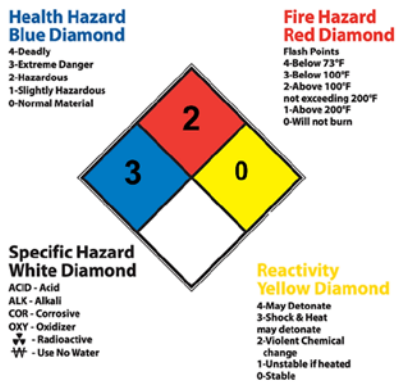 Health Hazard
Blue Diamond
4-Deadly
3-Extreme Danger
2-Hazardous
1-Slightly Hazardous
0-Normal Material
Fire Hazard
Red Diamond
Flash Points
4-Below 73°F
3-Below 100°F
2-Above 100°F
not exceeding 200°F
1-Above 200°F
0-Will not burn
2
3
0
Specific Hazard
White Diamond
ACID - Acid
ALK - Alkali
COR - Corrosive
OXY - Oxidizer
- Radioactive
W - Use No Water
Reactivity
Yellow Diamond
4-May Detonate
3-Shock & Heat
may detonate
2-Violent Chemical
change
1-Unstable if heated
0-Stable